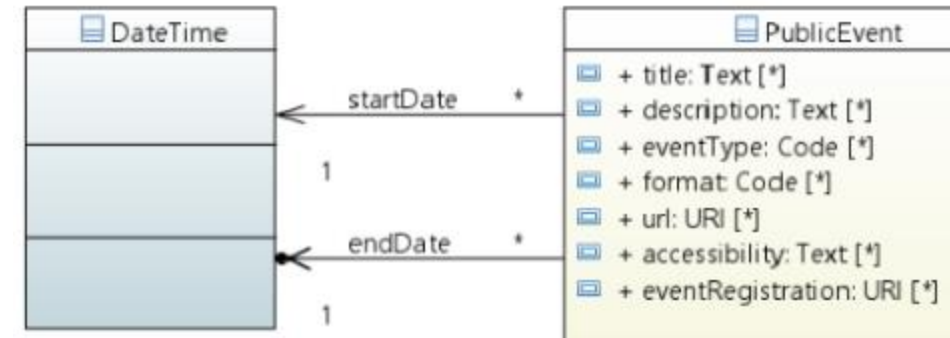 DateTime
startDate *
1
endDate *
1
PublicEvent
+ title: Text [*]
+ description: Text [*]
+ eventType: Code [*]
+ format: Code [*]
+ url: URI [*]
+ accessibility: Text [*]
+ eventRegistration: URI [*]